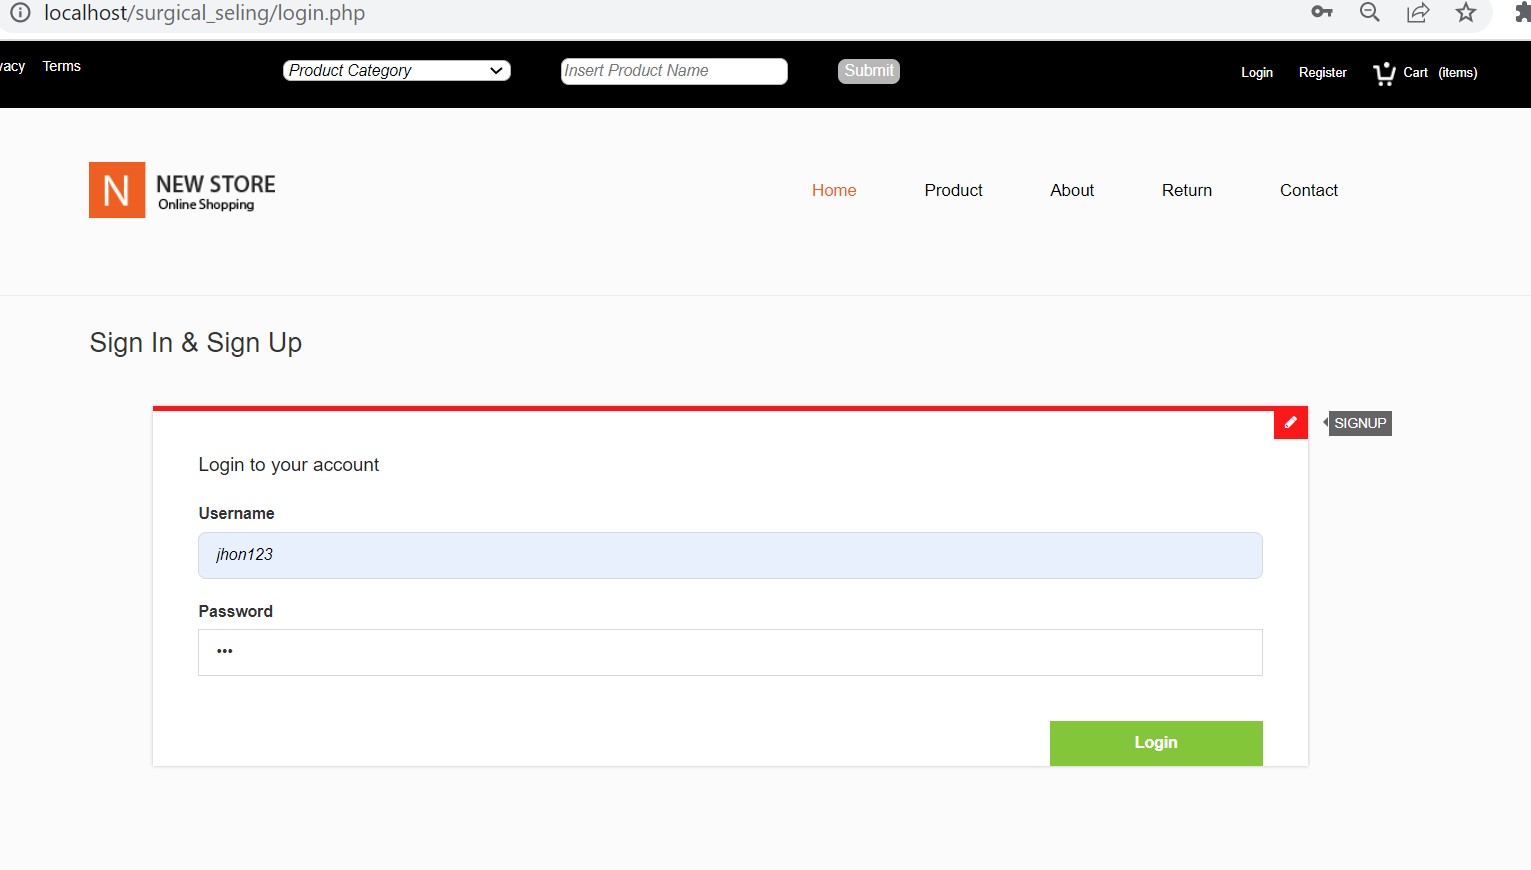 localhost/surgical_seling/login.php
vacy Terms Product Category Insert Product Name Submit Login Register Cart (items)
N NEW STORE
Online Shopping
Home Product About Return Contact
Sign In & Sign Up
SIGNUP
Login to your account
Username
jhon123
Password
•••
Login